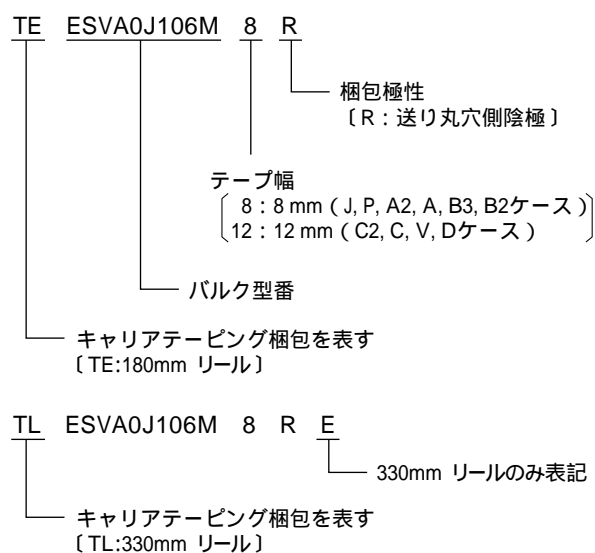 TE ESVA0J106M 8 R
梱包極性
〔R：送り丸穴側陰極〕
テープ幅
8：8 mm（J, P, A2, A, B3, B2ケース）
12：12 mm（C2, C, V, Dケース）
バルク型番
キャリアテーピング梱包を表す
〔TE:180mm リール〕
TL ESVA0J106M 8 R E
330mm リールのみ表記
キャリアテーピング梱包を表す
〔TL:330mm リール〕